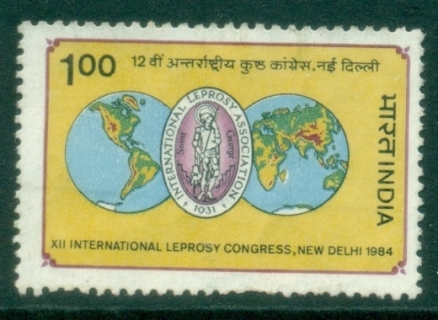 1.00 12 वीं अन्तर्राष्ट्रीय कुष्ठ कांग्रेस, नई दिल्ली
INTERNATIONAL LEPROSY ASSOCIATION
Saint George
1931
भारत INDIA
XII INTERNATIONAL LEPROSY CONGRESS, NEW DELHI 1984